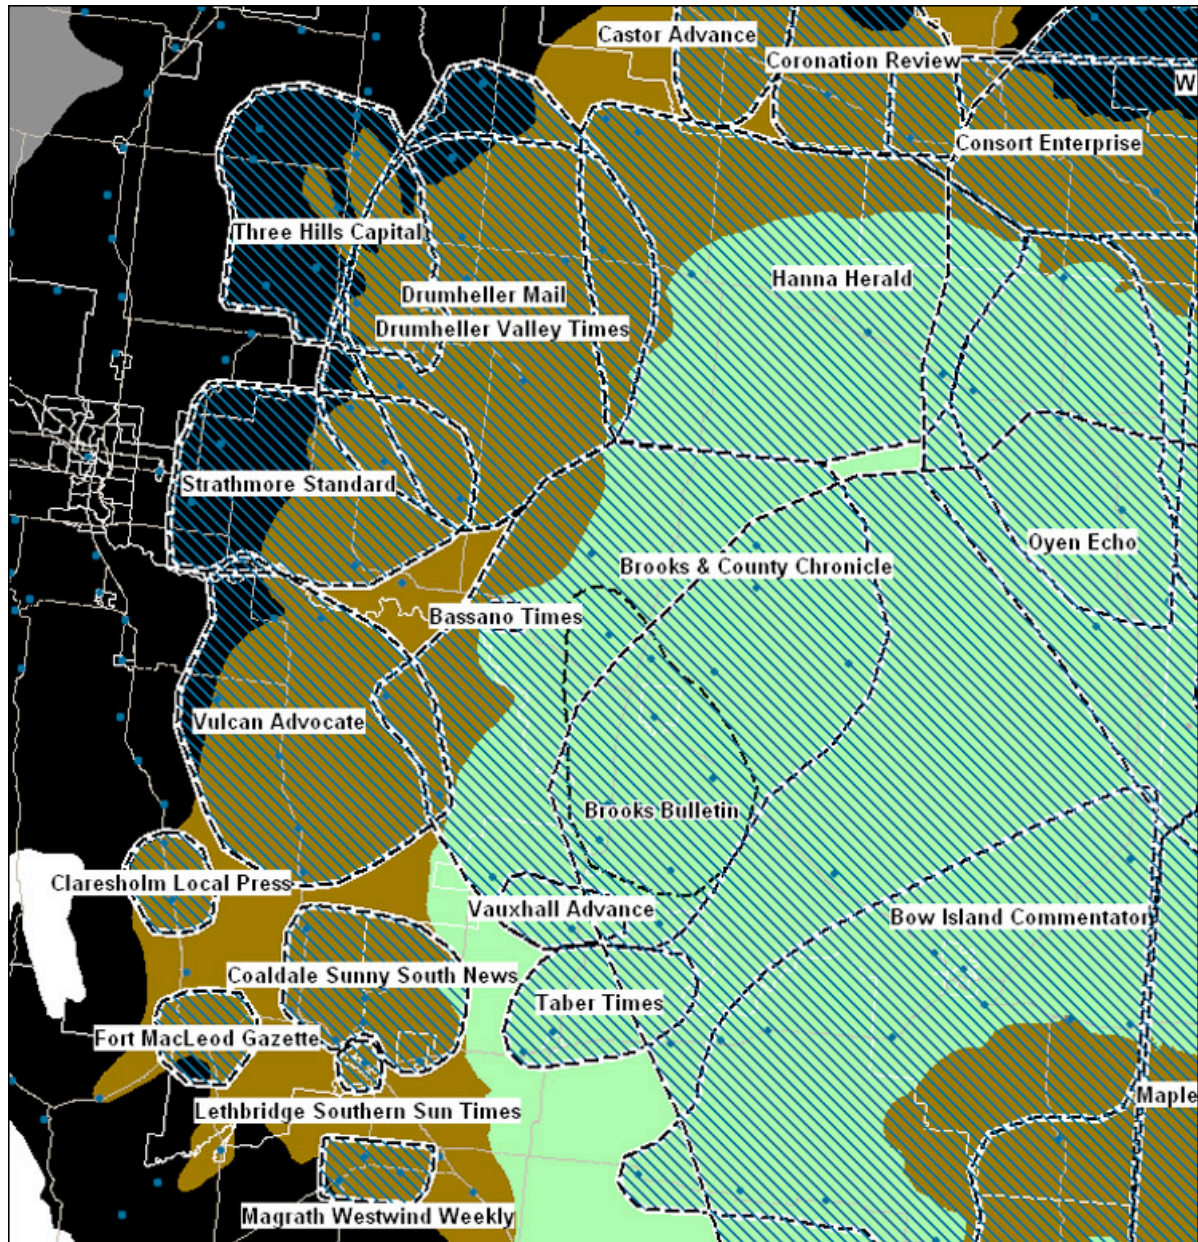 Castor Advance
Coronation Review
W
Consort Enterprise
Three Hills Capital
Hanna Herald
Drumheller Mail
Drumheller Valley Times
Strathmore Standard
Oyen Echo
Brooks & County Chronicle
Bassano Times
Vulcan Advocate
Brooks Bulletin
Claresholm Local Press
Vauxhall Advance
Bow Island Commentator
Coaldale Sunny South News
Taber Times
Fort MacLeod Gazette
Maple
Lethbridge Southern Sun Times
Magrath Westwind Weekly